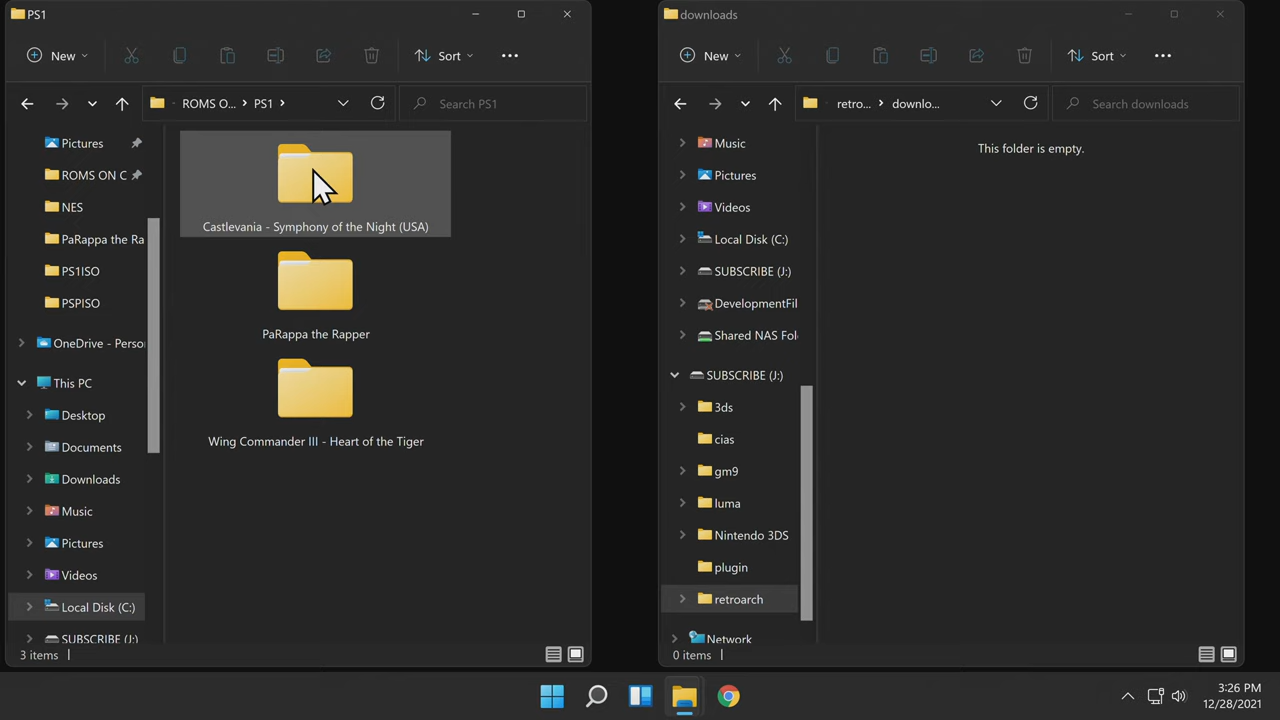 PS1
New
Sort
ROMS O...
PS1
Search PS1
Pictures
ROMS ON C
NES
PaRappa the Ra
PS1ISO
PSPISO
OneDrive - Perso
This PC
Desktop
Documents
Downloads
Music
Pictures
Videos
Local Disk (C:)
SUBSCRIBE (J:)
Castlevania - Symphony of the Night (USA)
PaRappa the Rapper
Wing Commander III - Heart of the Tiger
3 items
downloads
New
Sort
retro...
downlo...
Search downloads
Music
Pictures
Videos
Local Disk (C:)
SUBSCRIBE (J:)
DevelopmentFil
Shared NAS Fol
SUBSCRIBE (J:)
3ds
cias
gm9
luma
Nintendo 3DS
plugin
retroarch
Network
This folder is empty.
0 items
3:26 PM
12/28/2021